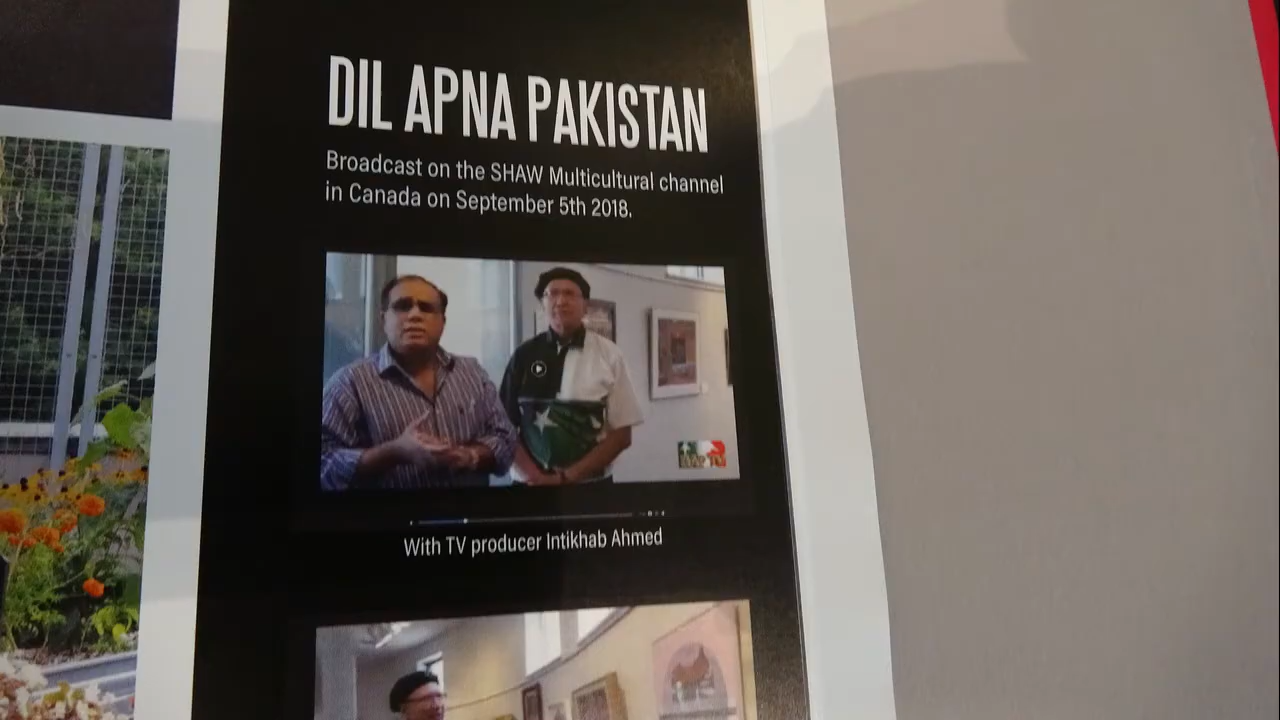 DIL APNA PAKISTAN
Broadcast on the SHAW Multicultural channel
in Canada on September 5th 2018.
With TV producer Intikhab Ahmed